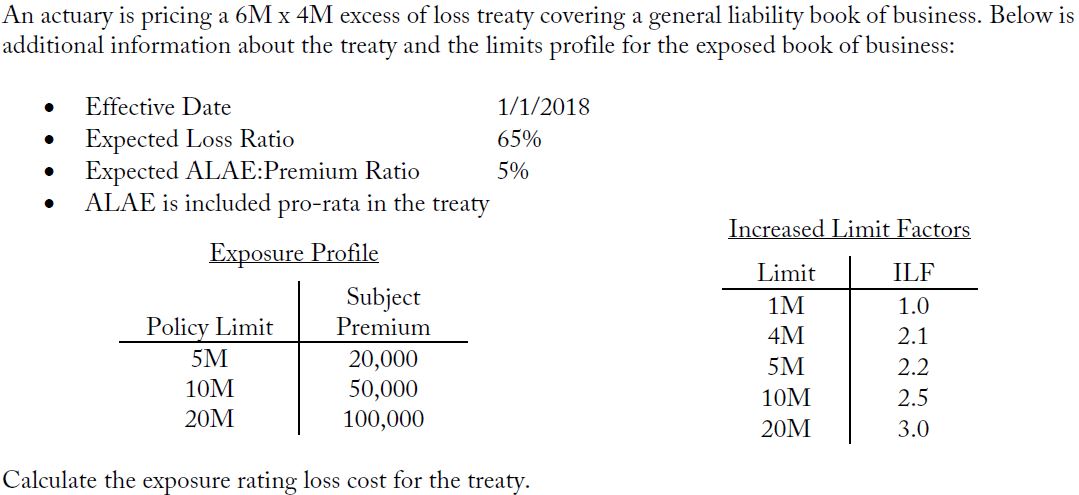 An actuary is pricing a 6M x 4M excess of loss treaty covering a general liability book of business. Below is
additional information about the treaty and the limits profile for the exposed book of business:
• Effective Date 1/1/2018
• Expected Loss Ratio 65%
• Expected ALAE:Premium Ratio 5%
• ALAE is included pro-rata in the treaty
Exposure Profile
Policy Limit Subject Premium
5M 20,000
10M 50,000
20M 100,000
Increased Limit Factors
Limit ILF
1M 1.0
4M 2.1
5M 2.2
10M 2.5
20M 3.0
Calculate the exposure rating loss cost for the treaty.